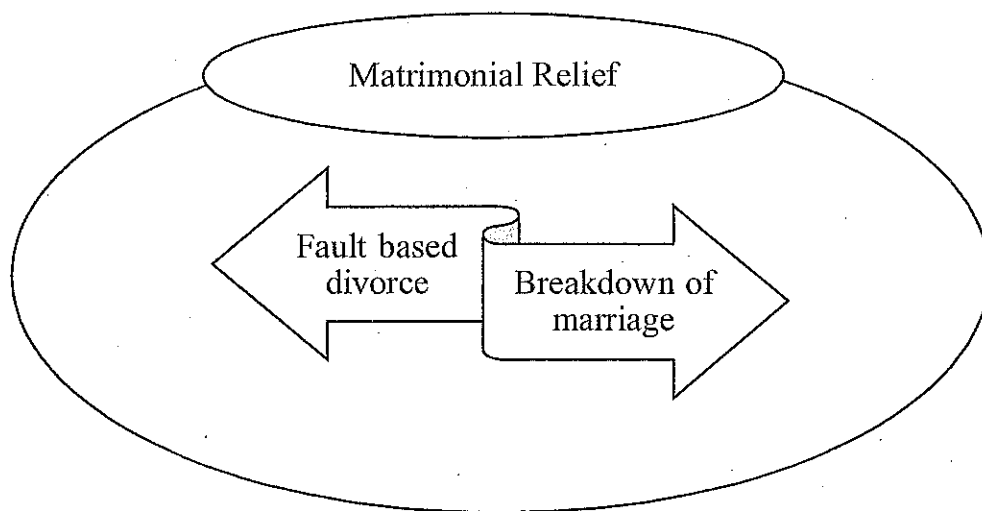 Matrimonial Relief
Fault based
divorce
Breakdown of
marriage